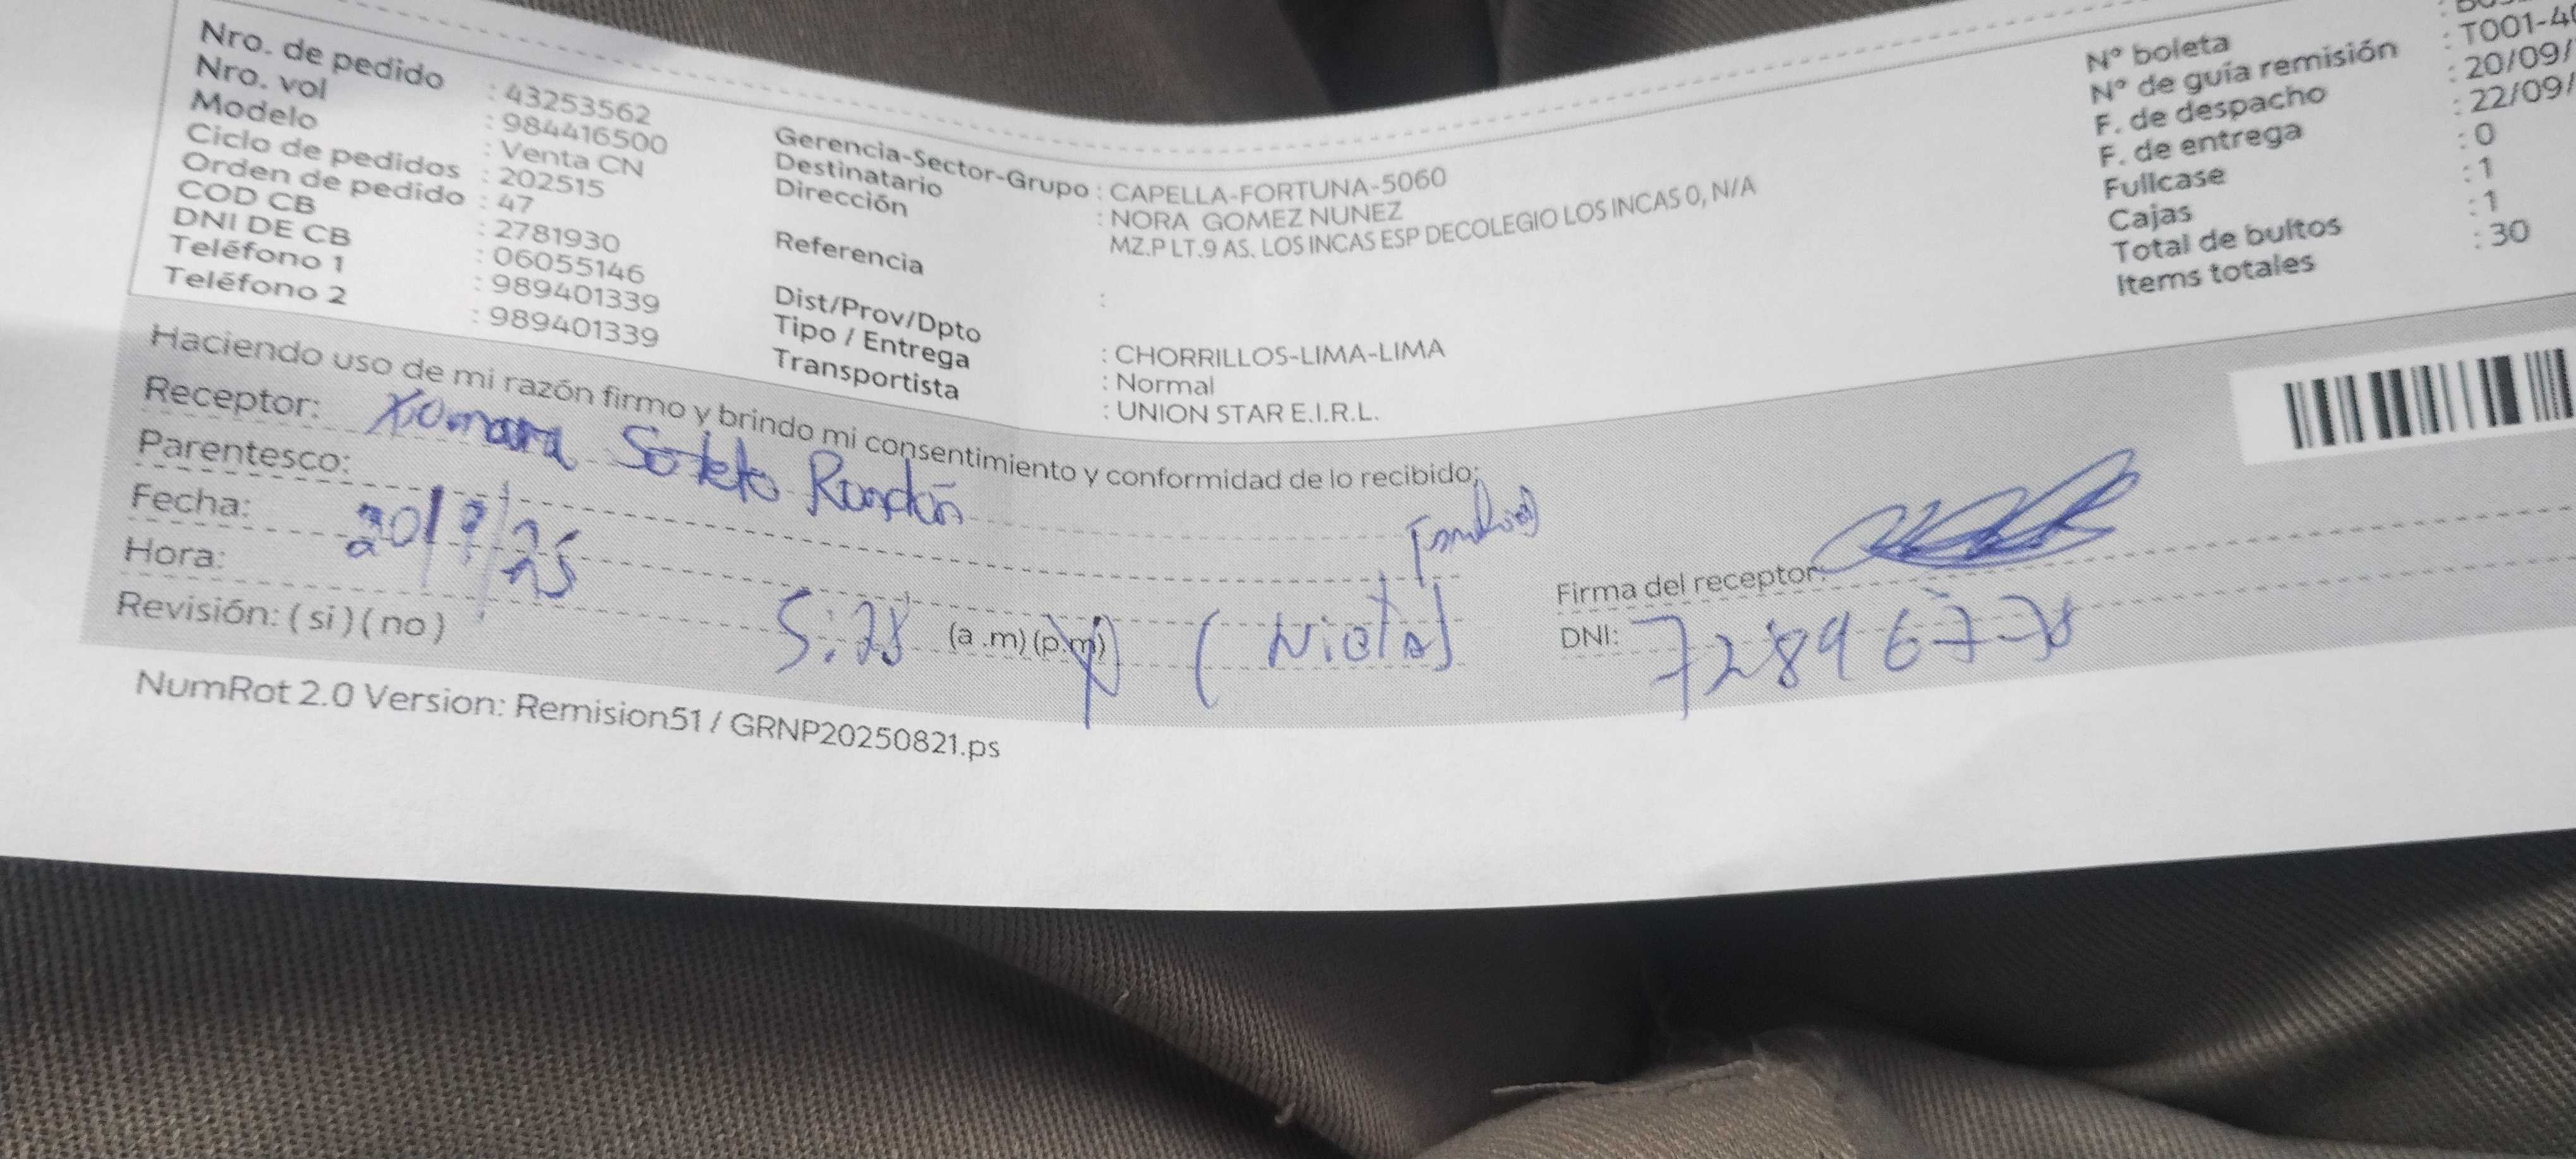 Nro. de pedido : 43253562
Nro. vol : 984416500
Modelo : Venta CN
Ciclo de pedidos : 202515
Orden de pedido : 47
COD CB : 2781930
DNI DE CB : 06055146
Teléfono 1 : 989401339
Teléfono 2 : 989401339
Gerencia-Sector-Grupo : CAPELLA-FORTUNA-5060
Destinatario : NORA GOMEZ NUNEZ
Dirección MZ.P LT.9 AS. LOS INCAS ESP DECOLEGIO LOS INCAS 0, N/A
Referencia :
Dist/Prov/Dpto : CHORRILLOS-LIMA-LIMA
Tipo / Entrega : Normal
Transportista : UNION STAR E.I.R.L.
N° boleta
N° de guía remisión : T001-4
F. de despacho : 20/09/
F. de entrega : 22/09/
Fullcase : 0
Cajas : 1
Total de bultos : 1
Items totales : 30
Haciendo uso de mi razón firmo y brindo mi consentimiento y conformidad de lo recibido;
Receptor: Xiomara Sotelo Rondón
Parentesco:
Fecha: 20/9/25
Hora: 5:28 (a .m) (p.m) (Nieta)
Revisión: ( si ) ( no )
Firma del receptor:
DNI: 72896778
NumRot 2.0 Version: Remision51 / GRNP20250821.ps